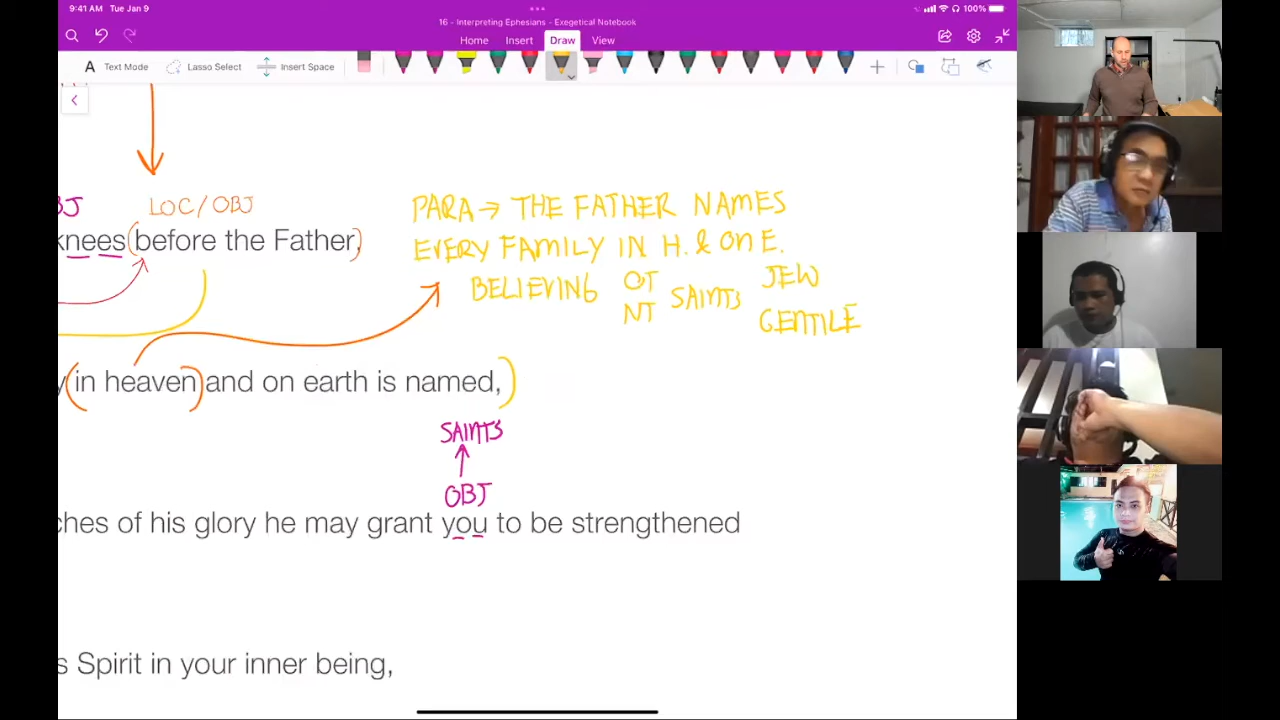 9:41 AM Tue Jan 9
100%
16 - Interpreting Ephesians - Exegetical Notebook
Home Insert Draw View
A Text Mode Lasso Select Insert Space
BJ LOC/OBJ
knees (before the Father,)
PARA → THE FATHER NAMES
EVERY FAMILY IN H. & ON E.
BELIEVING OT NT SAINTS JEW GENTILE
y (in heaven) and on earth is named,)
SAINTS
OBJ
ches of his glory he may grant you to be strengthened
s Spirit in your inner being,